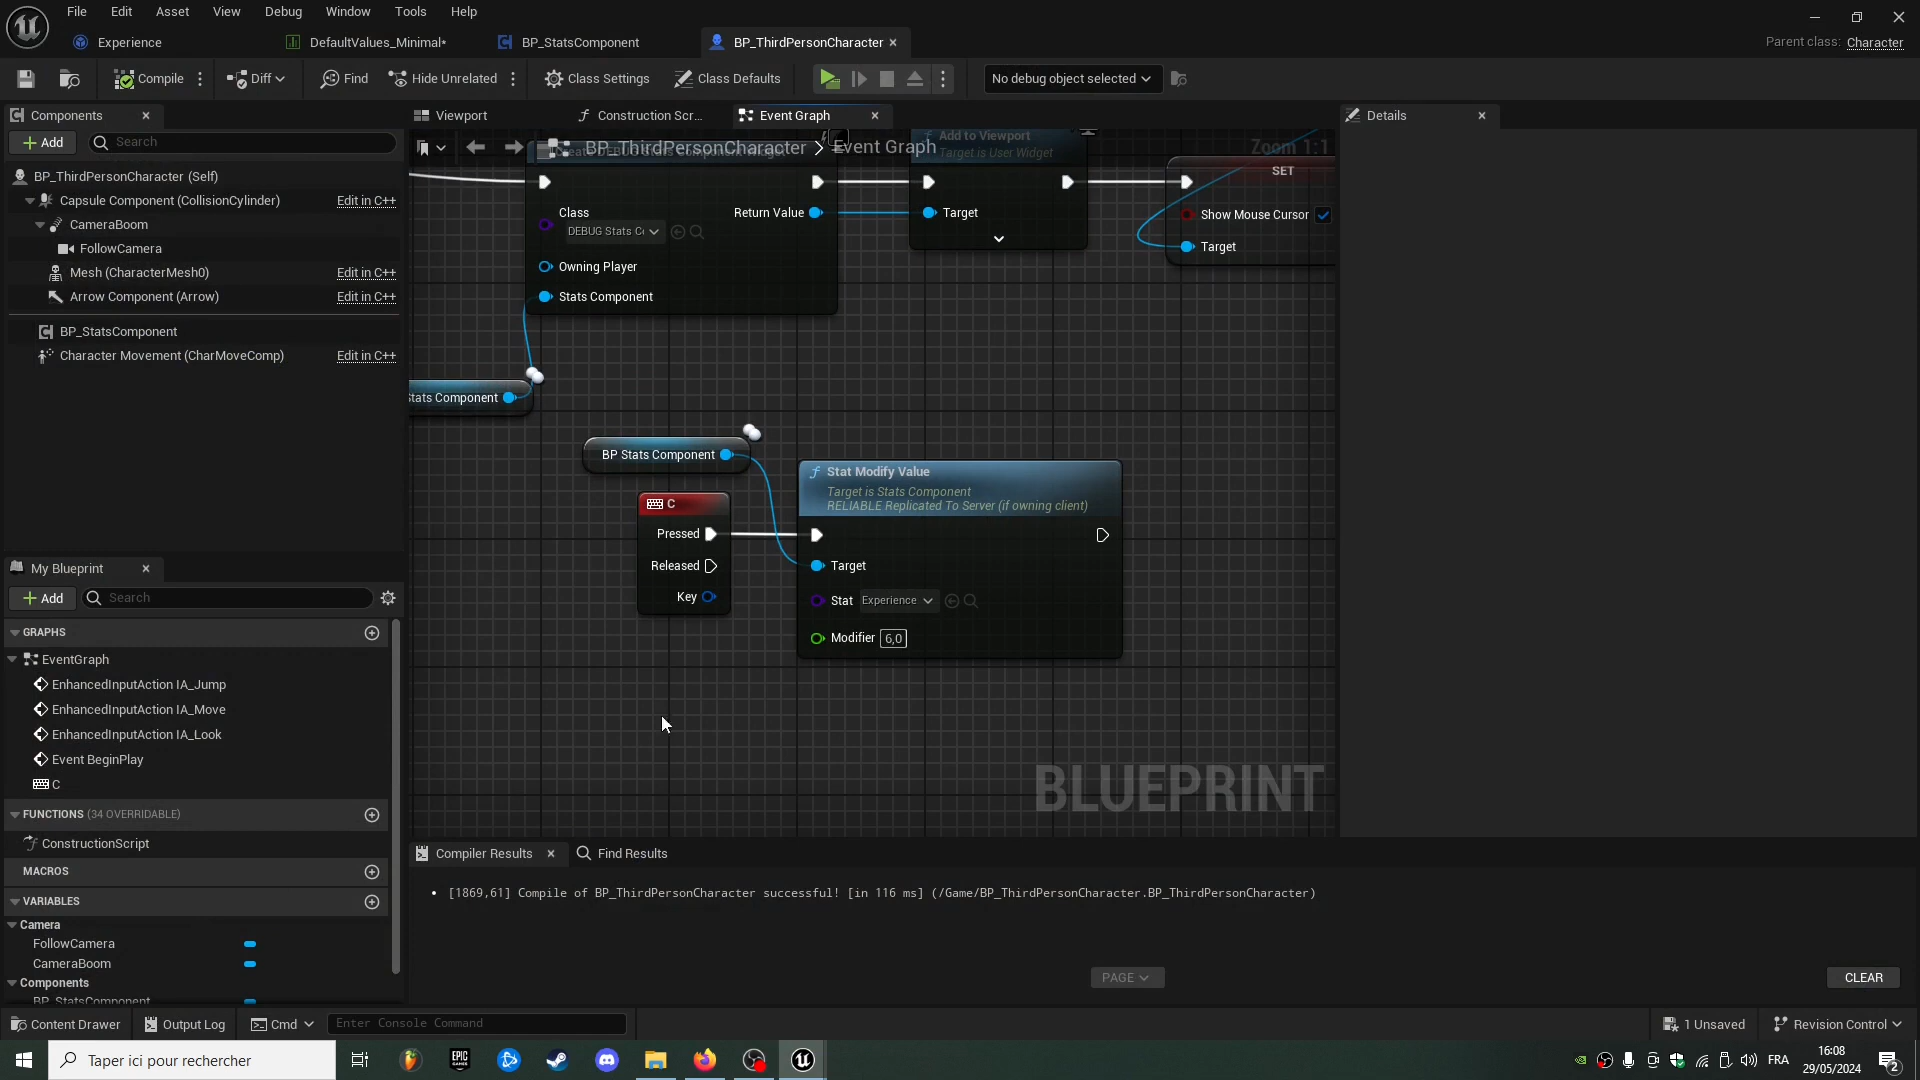 File Edit Asset View Debug Window Tools Help
Experience DefaultValues_Minimal* BP_StatsComponent BP_ThirdPersonCharacter Parent class: Character
Compile Diff Find Hide Unrelated Class Settings Class Defaults No debug object selected
Components
Add Search
BP_ThirdPersonCharacter (Self)
Capsule Component (CollisionCylinder) Edit in C++
CameraBoom
FollowCamera
Mesh (CharacterMesh0) Edit in C++
Arrow Component (Arrow) Edit in C++
BP_StatsComponent
Character Movement (CharMoveComp) Edit in C++
My Blueprint
Add Search
GRAPHS
EventGraph
EnhancedInputAction IA_Jump
EnhancedInputAction IA_Move
EnhancedInputAction IA_Look
Event BeginPlay
C
FUNCTIONS (34 OVERRIDABLE)
ConstructionScript
MACROS
VARIABLES
Camera
FollowCamera
CameraBoom
Components
BP_StatsComponent
Viewport Construction Scr... Event Graph
BP_ThirdPersonCharacter > Event Graph
Zoom 1:1
Create DEBUG Stats Component Widget
Class
DEBUG Stats C
Return Value
Owning Player
Stats Component
Add to Viewport
Target is User Widget
Target
SET
Show Mouse Cursor
Target
Stats Component
BP Stats Component
C
Pressed
Released
Key
Stat Modify Value
Target is Stats Component
RELIABLE Replicated To Server (if owning client)
Target
Stat Experience
Modifier 6,0
BLUEPRINT
Details
Compiler Results Find Results
• [1869,61] Compile of BP_ThirdPersonCharacter successful! [in 116 ms] (/Game/BP_ThirdPersonCharacter.BP_ThirdPersonCharacter)
PAGE CLEAR
Content Drawer Output Log Cmd Enter Console Command 1 Unsaved Revision Control
Taper ici pour rechercher
EPIC GAMES
FRA
16:08
29/05/2024
2